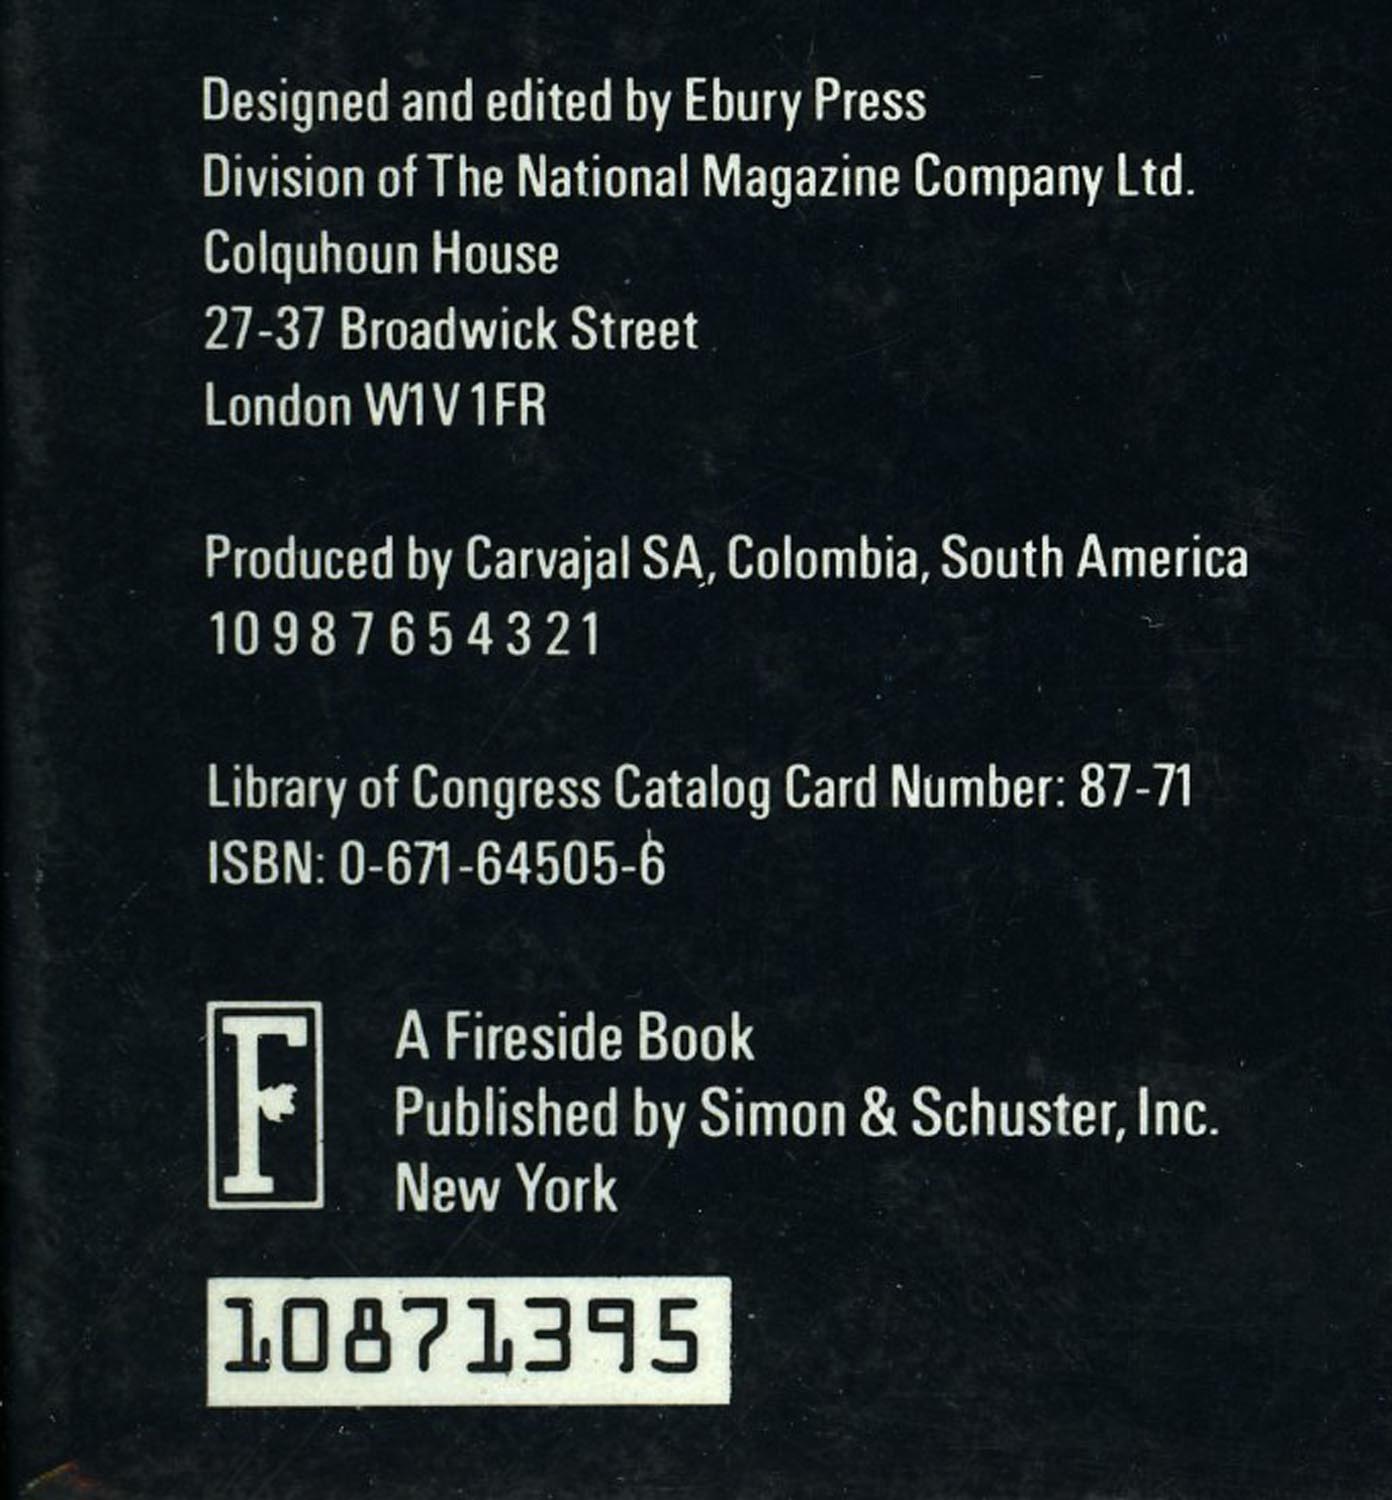 Designed and edited by Ebury Press
Division of The National Magazine Company Ltd.
Colquhoun House
27-37 Broadwick Street
London W1V 1FR
Produced by Carvajal SA, Colombia, South America
10 9 8 7 6 5 4 3 2 1
Library of Congress Catalog Card Number: 87-71
ISBN: 0-671-64505-6
F
A Fireside Book
Published by Simon & Schuster, Inc.
New York
10871395